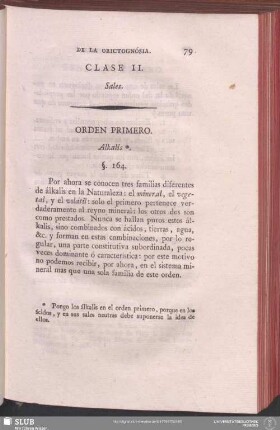 DE LA ORICTOGNÓSIA. 79
CLASE II.
Sales.
ORDEN PRIMERO.
Alkalis *.
§. 164.
Por ahora se conocen tres familias diferentes
de álkalis en la Naturaleza: el mineral, el vege-
tal, y el volatil: solo el primero pertenece ver-
daderamente al reyno mineral: los otros dos son
como prestados. Nunca se hallan puros estos ál-
kalis, sino combinados con ácidos, tierras, agua,
&c. y forman en estas combinaciones, por lo re-
gular, una parte constitutiva subordinada, pocas
veces dominante ó característica: por este motivo
no podemos recibir, por ahora, en el sistema mi-
neral mas que una sola familia de este orden.
* Pongo los álkalis en el orden primero, porque en los
ácidos, y en sus sales neutras debe suponerse la idea de
ellos.
SLUB